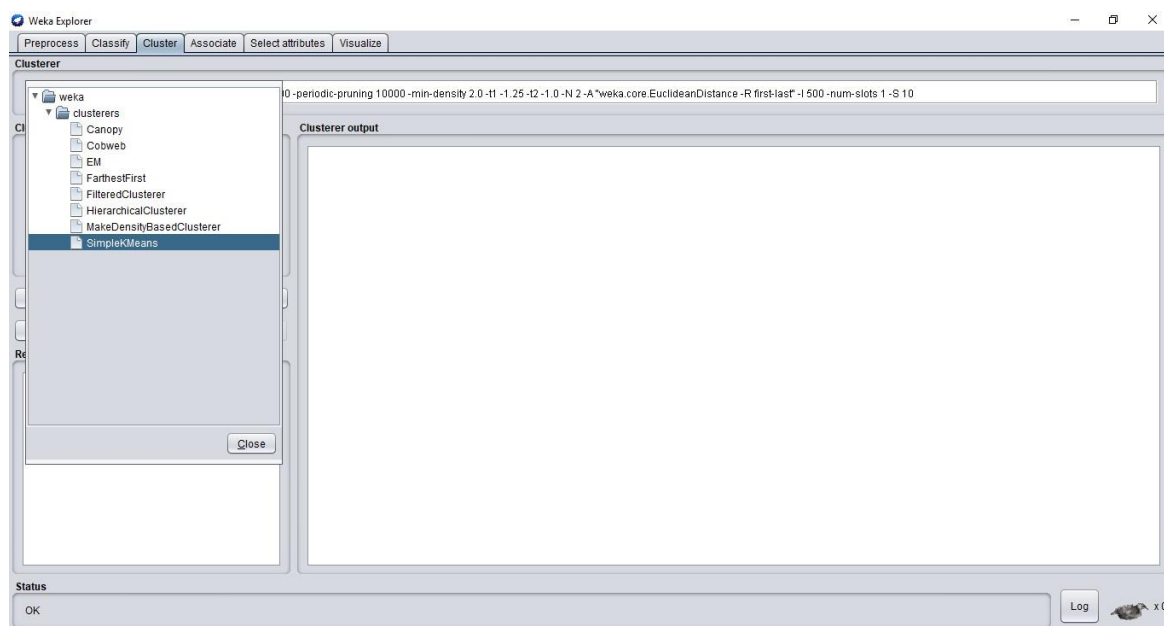 Weka Explorer
Preprocess Classify Cluster Associate Select attributes Visualize
Clusterer
-periodic-pruning 10000 -min-density 2.0 -t1 -1.25 -t2 -1.0 -N 2 -A "weka.core.EuclideanDistance -R first-last" -I 500 -num-slots 1 -S 10
weka
clusterers
Canopy
Cobweb
EM
FarthestFirst
FilteredClusterer
HierarchicalClusterer
MakeDensityBasedClusterer
SimpleKMeans
Close
Clusterer output
Status
OK
Log